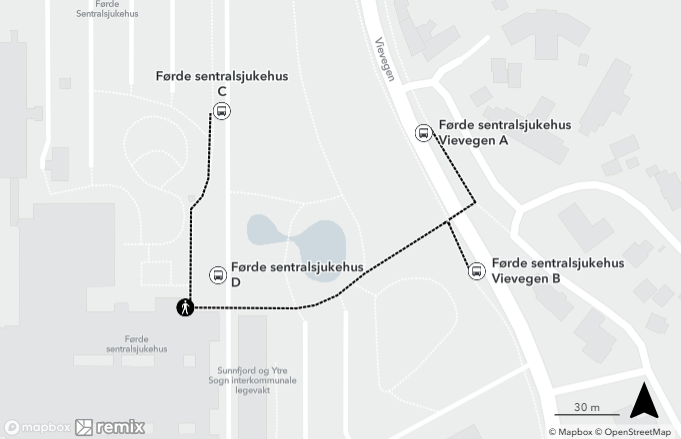 Førde
Sentralsjukehus
Vievegen
Førde sentralsjukehus
C
Førde sentralsjukehus
Vievegen A
Førde sentralsjukehus
D
Førde sentralsjukehus
Vievegen B
Førde
sentralsjukehus
Sunnfjord og Ytre
Sogn interkommunale
legevakt
30 m
mapbox remix
© Mapbox © OpenStreetMap